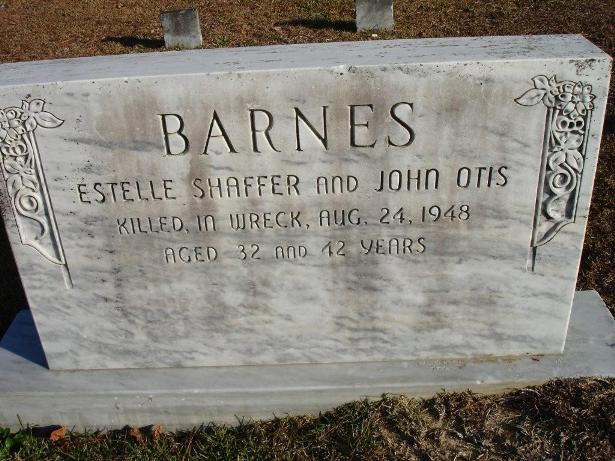 BARNES
ESTELLE SHAFFER AND JOHN OTIS
KILLED, IN WRECK, AUG. 24, 1948
AGED 32 AND 42 YEARS